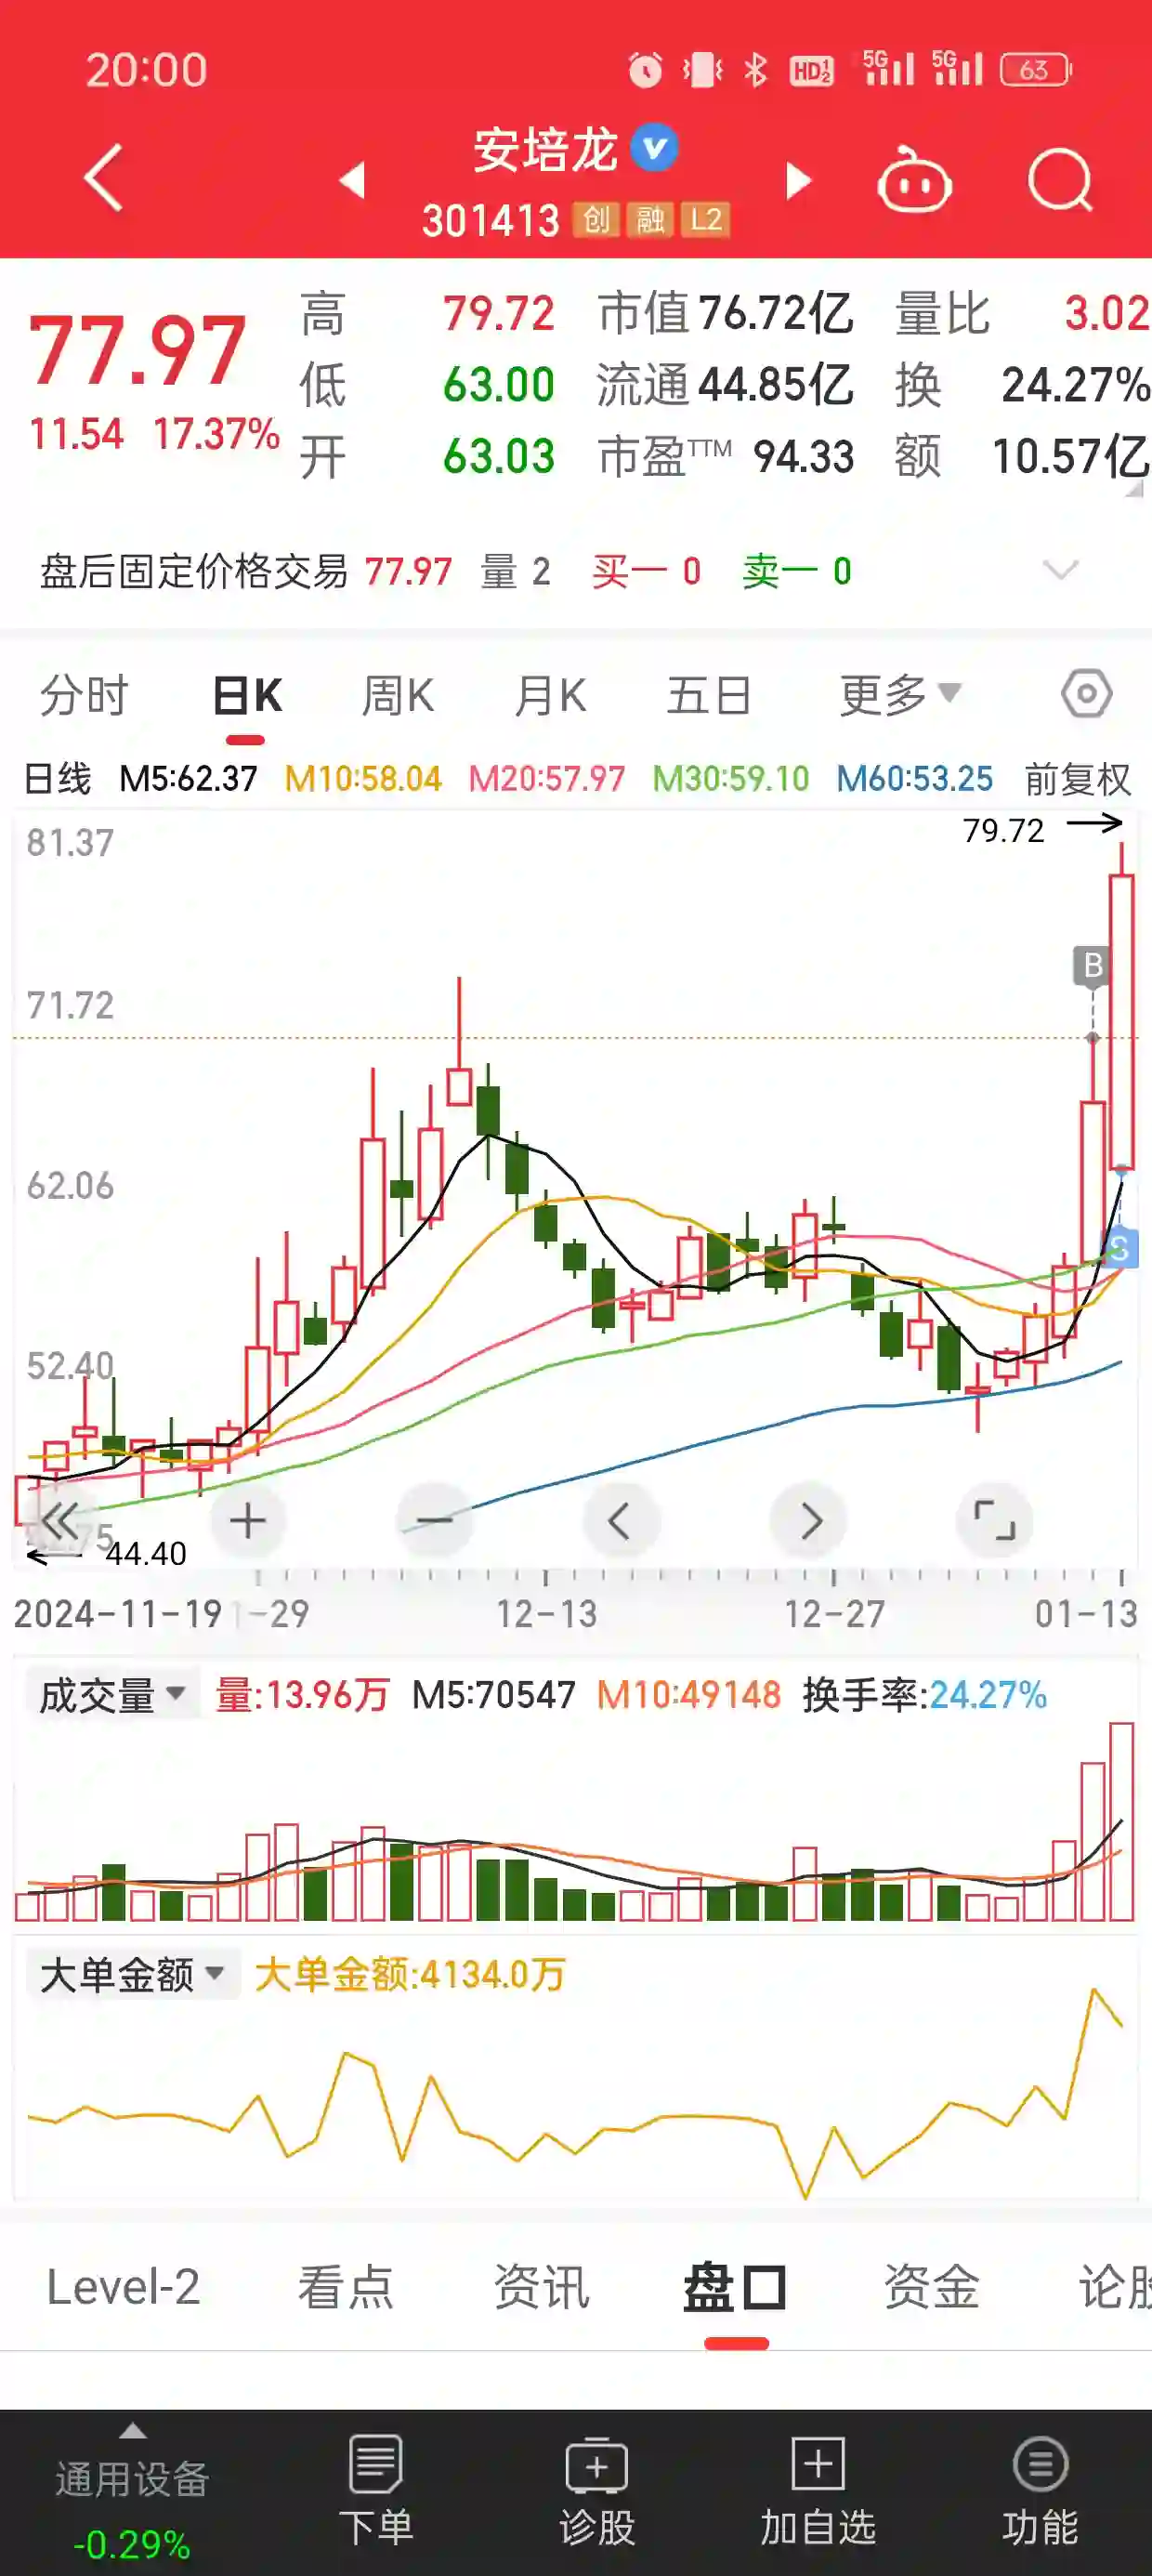 20:00 HD1 2 5G 5G 63
安培龙
301413 创 融 L2
77.97 高 79.72 市值 76.72亿 量比 3.02
低 63.00 流通 44.85亿 换 24.27%
11.54 17.37% 开 63.03 市盈TTM 94.33 额 10.57亿
盘后固定价格交易 77.97 量 2 买一 0 卖一 0
分时 日K 周K 月K 五日 更多
日线 M5:62.37 M10:58.04 M20:57.97 M30:59.10 M60:53.25 前复权
81.37 79.72
B
71.72
62.06
S
52.40
44.40
2024-11-19 1-29 12-13 12-27 01-13
成交量 量:13.96万 M5:70547 M10:49148 换手率:24.27%
大单金额 大单金额:4134.0万
Level-2 看点 资讯 盘口 资金 论
通用设备 -0.29% 下单 诊股 加自选 功能